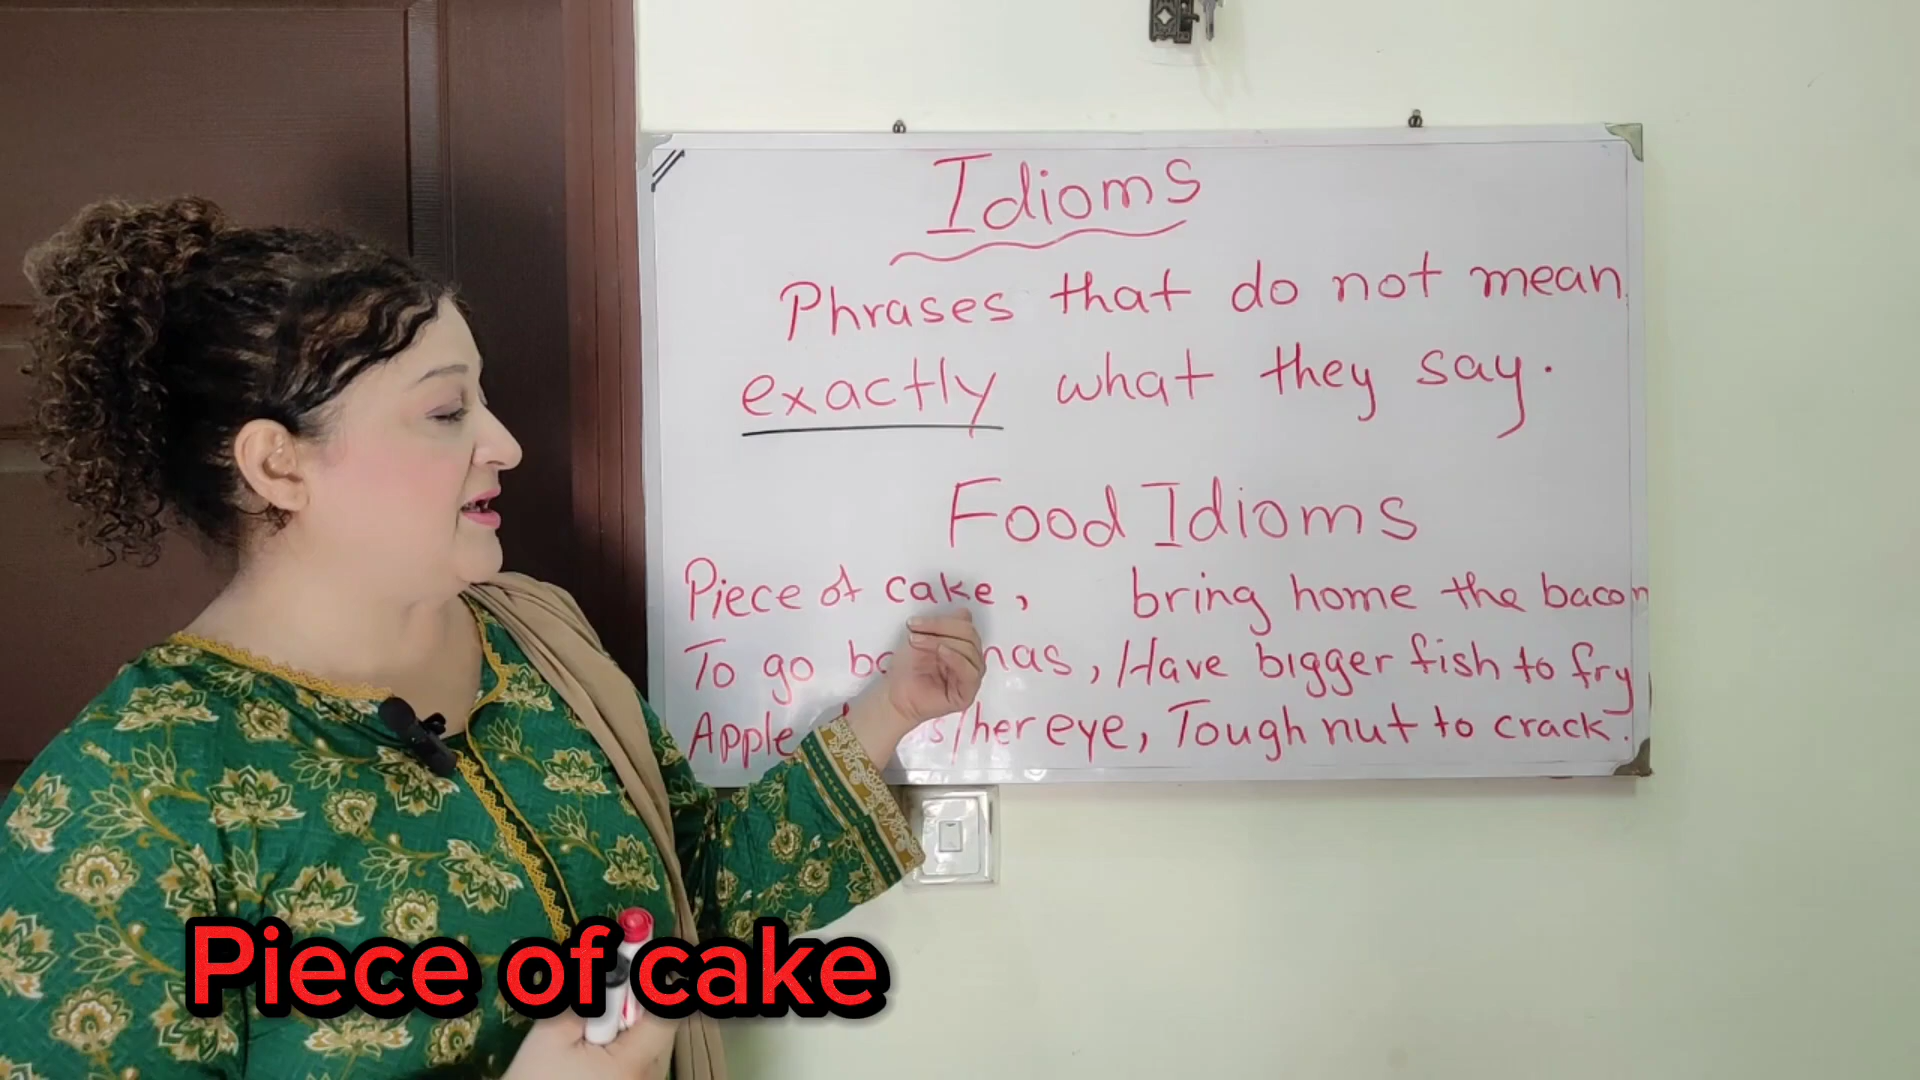 Idioms
Phrases that do not mean
exactly what they say.
Food Idioms
Piece of cake, bring home the bacon
To go , Have bigger fish to fry
Apple /her eye, Tough nut to crack.
Piece of cake